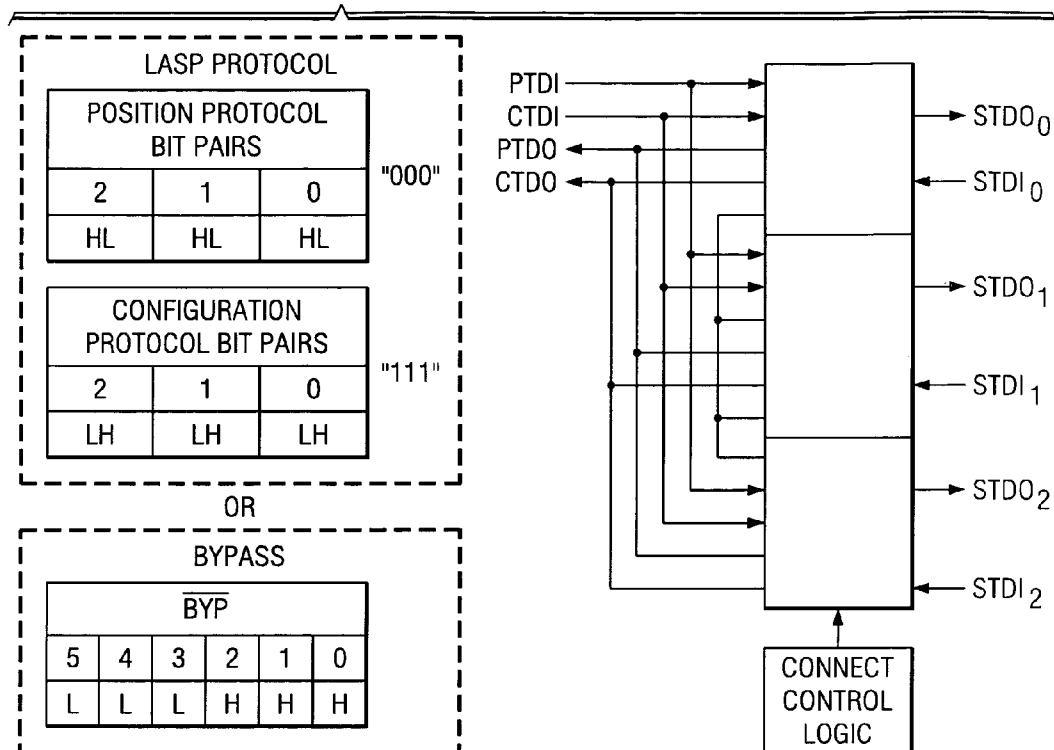 LASP PROTOCOL
POSITION PROTOCOL
BIT PAIRS
2 1 0
HL HL HL
"000"
CONFIGURATION
PROTOCOL BIT PAIRS
2 1 0
LH LH LH
"111"
OR
BYPASS
BYP
5 4 3 2 1 0
L L L H H H
PTDI
CTDI
PTDO
CTDO
STDO0
STDI0
STDO1
STDI1
STDO2
STDI2
CONNECT
CONTROL
LOGIC